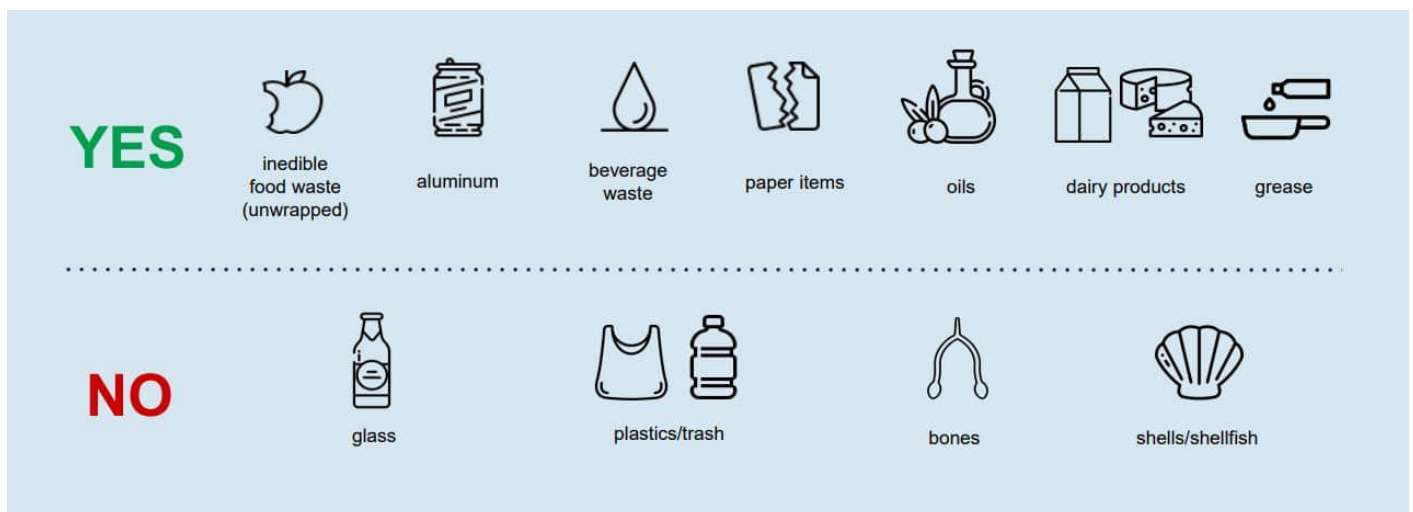 YES
inedible
food waste
(unwrapped)
aluminum
beverage
waste
paper items
oils
dairy products
grease
NO
glass
plastics/trash
bones
shells/shellfish